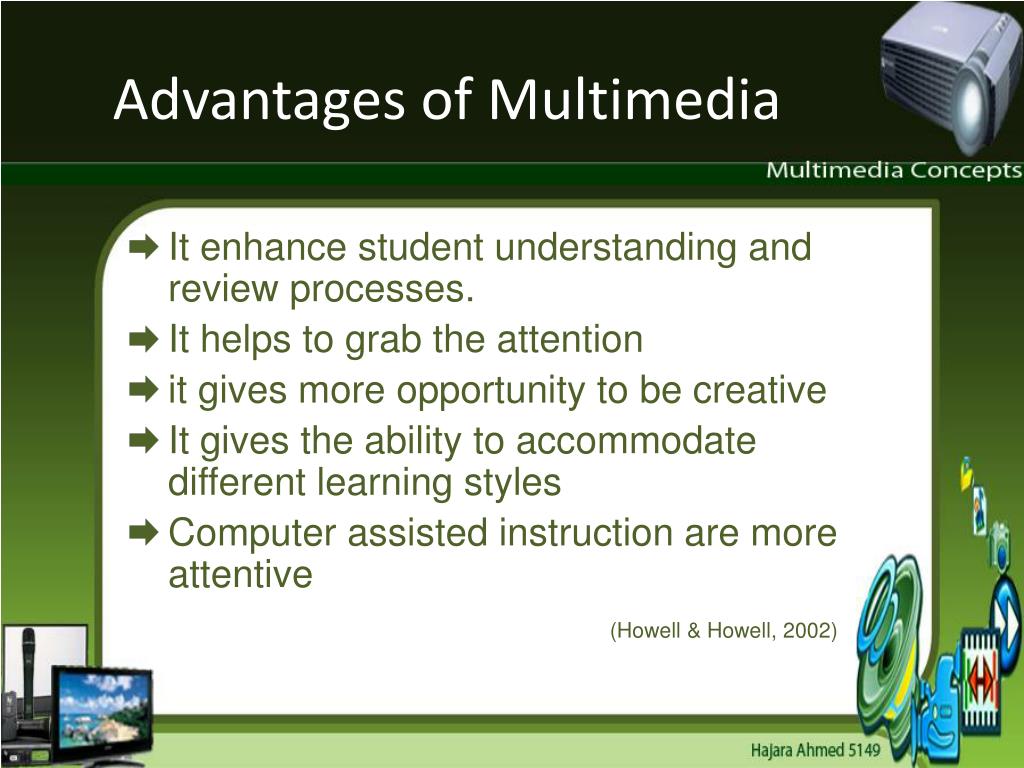 Advantages of Multimedia
Multimedia Concepts
It enhance student understanding and
review processes.
It helps to grab the attention
it gives more opportunity to be creative
It gives the ability to accommodate
different learning styles
Computer assisted instruction are more
attentive
(Howell & Howell, 2002)
Hajara Ahmed 5149